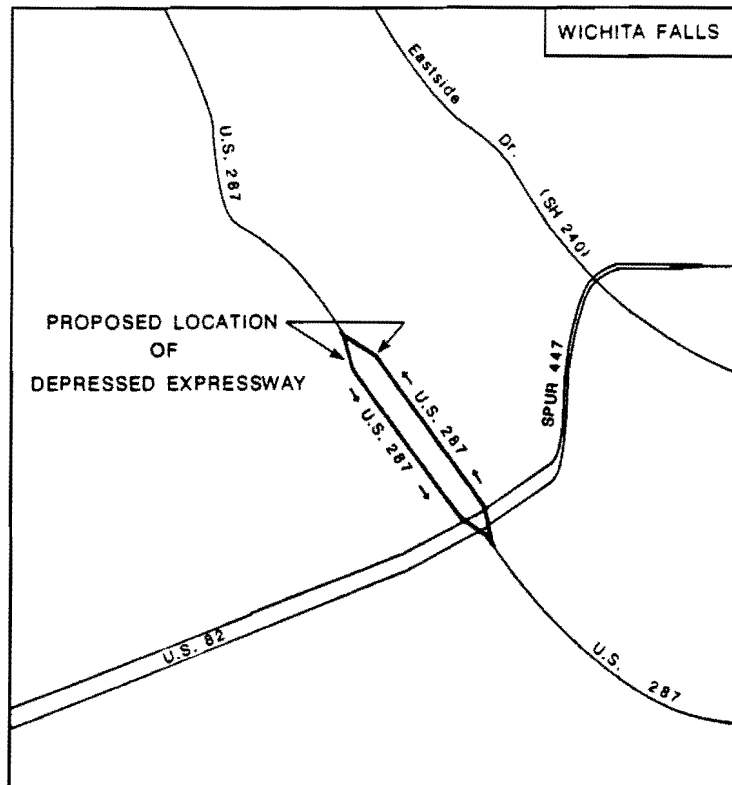 WICHITA FALLS
Eastside
Dr.
(SH 240)
U.S. 287
PROPOSED LOCATION
OF
DEPRESSED EXPRESSWAY
← U.S. 287 ←
→ U.S. 287 →
SPUR 447
U.S. 82
U.S. 287